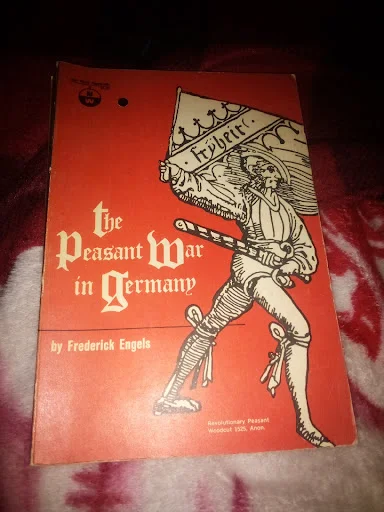 frÿheit
the
Peasant War
in Germany
by Frederick Engels
Revolutionary Peasant
Woodcut 1525, Anon.